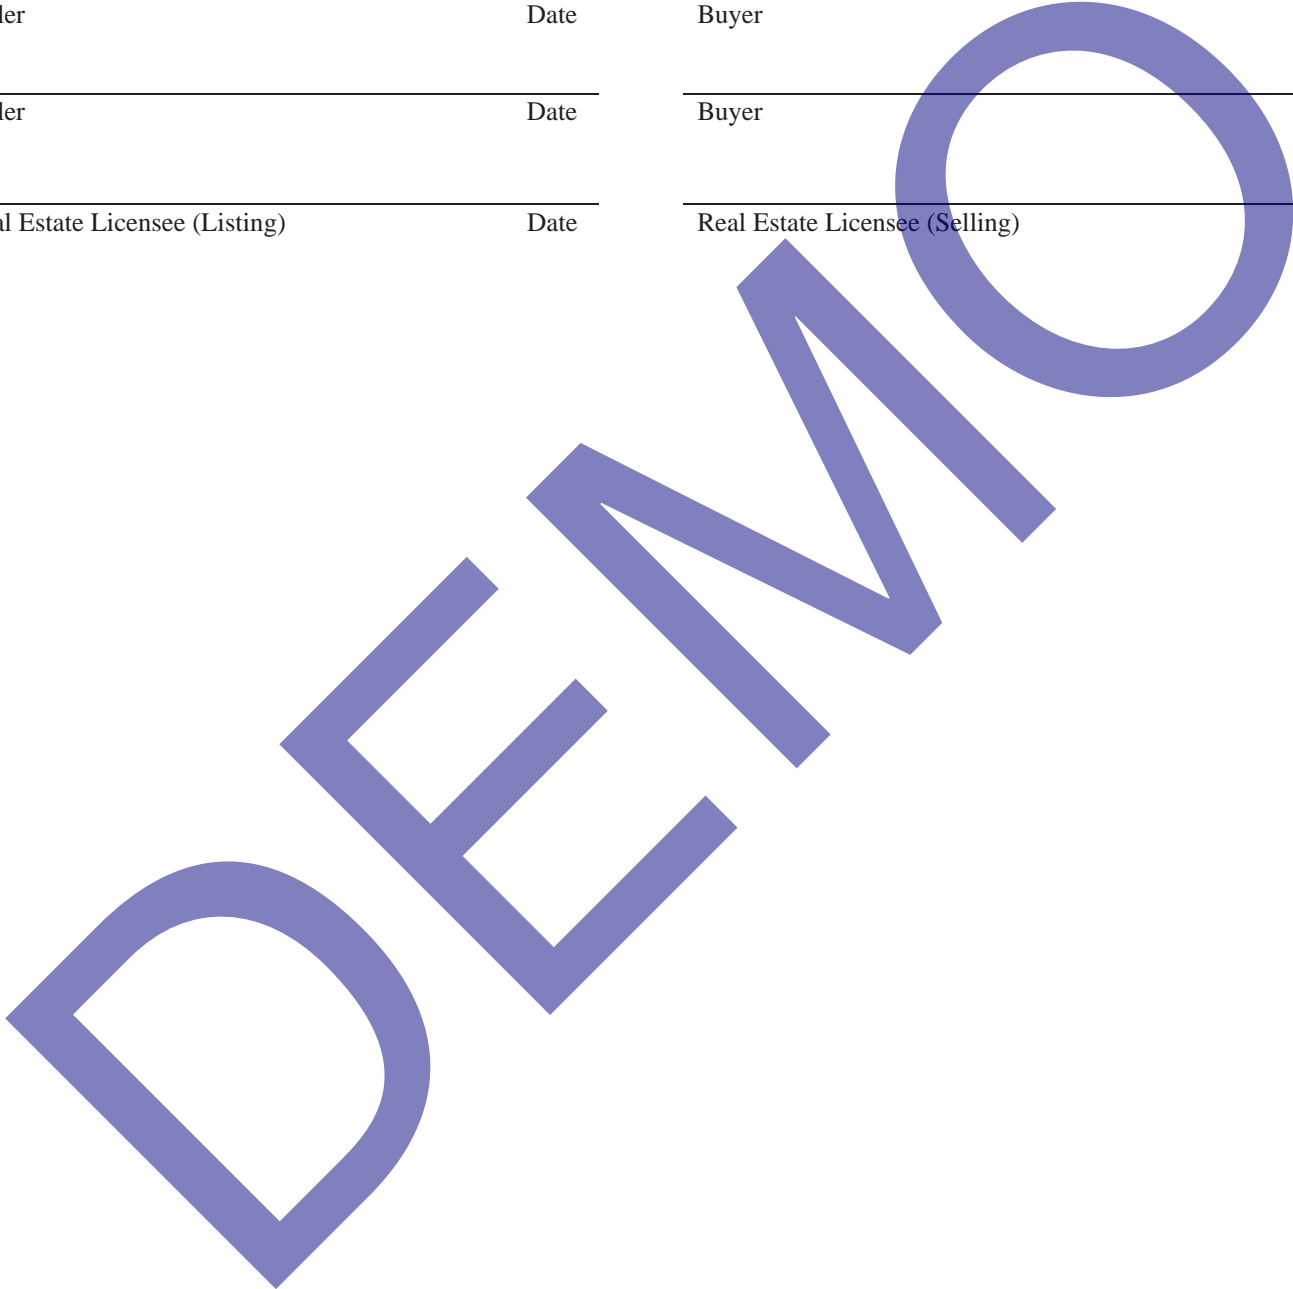 ler Date Buyer
ler Date Buyer
al Estate Licensee (Listing) Date Real Estate Licensee (Selling)
DEMO